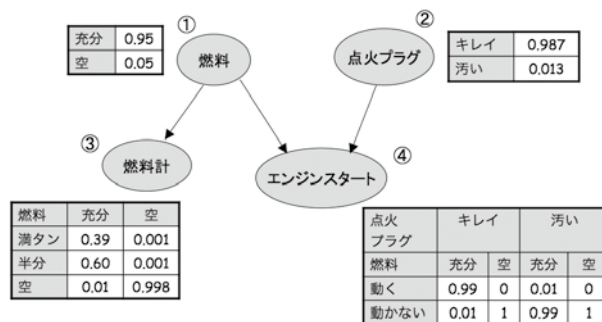 ①
充分 0.95
空 0.05
燃料
②
点火プラグ
キレイ 0.987
汚い 0.013
③
燃料計
④
エンジンスタート
燃料 充分 空
満タン 0.39 0.001
半分 0.60 0.001
空 0.01 0.998
点火プラグ キレイ 汚い
燃料 充分 空 充分 空
動く 0.99 0 0.01 0
動かない 0.01 1 0.99 1